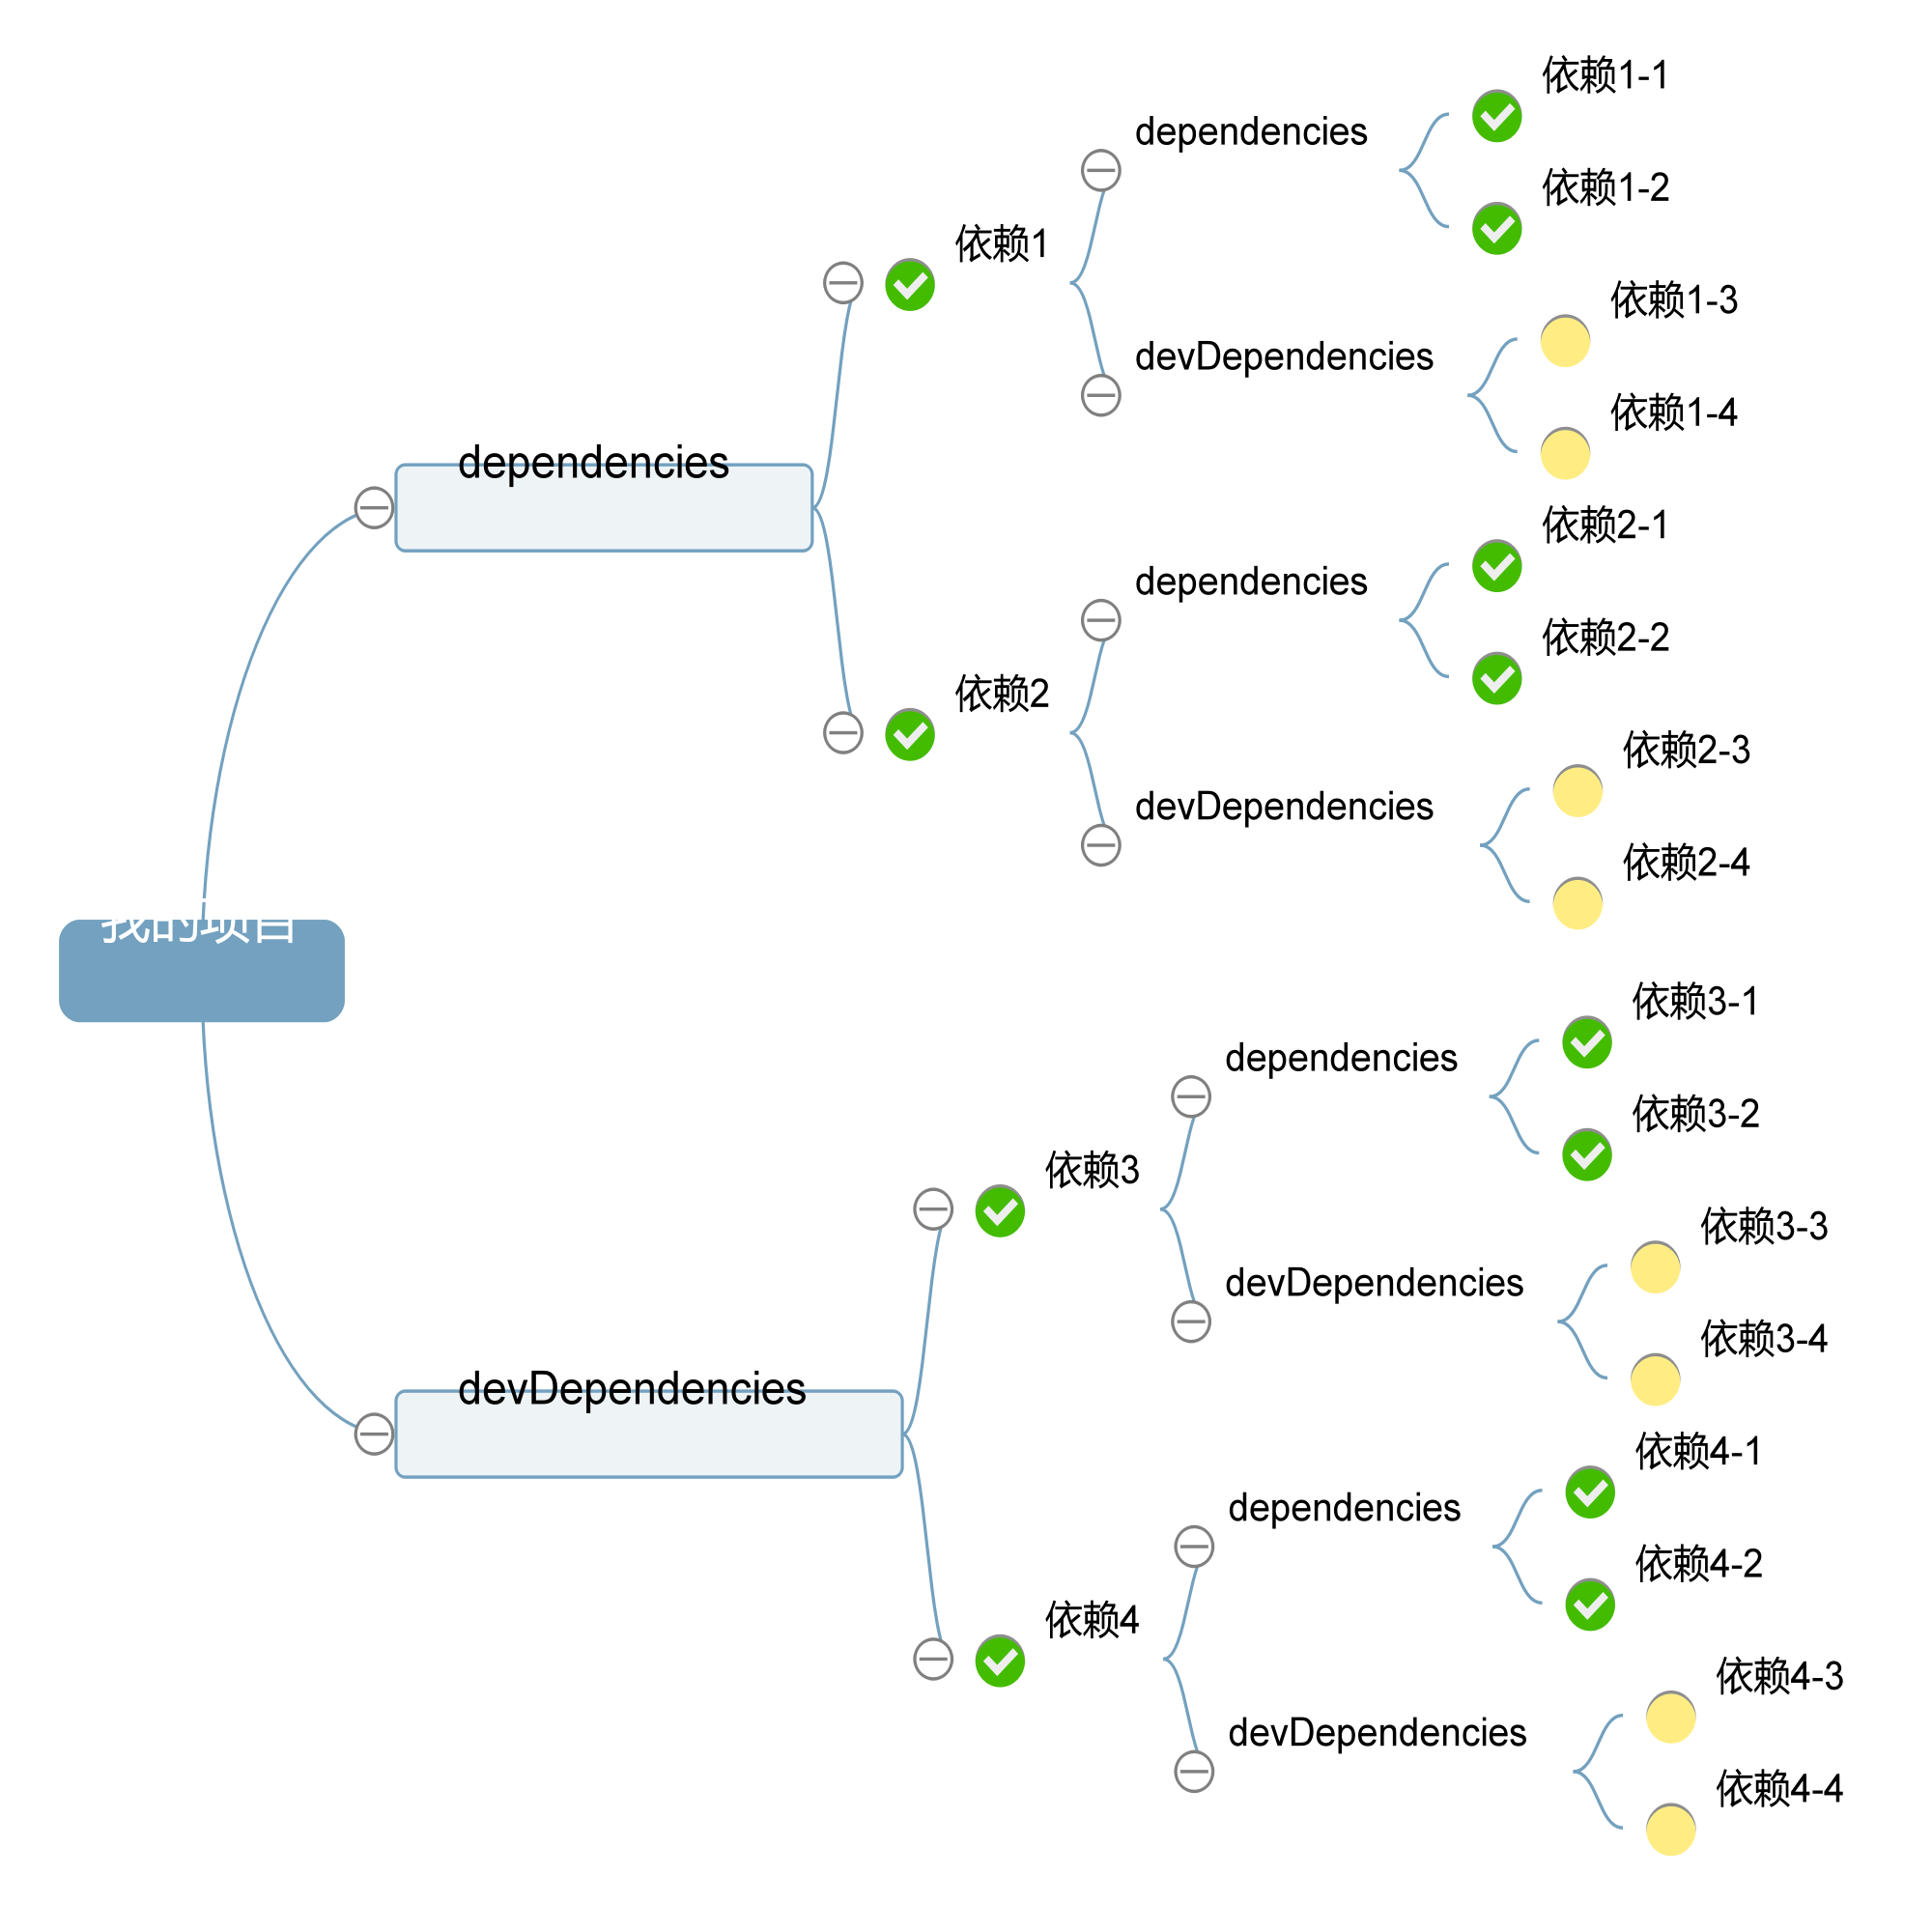 我的项目
dependencies
依赖1
dependencies
依赖1-1
依赖1-2
devDependencies
依赖1-3
依赖1-4
依赖2
dependencies
依赖2-1
依赖2-2
devDependencies
依赖2-3
依赖2-4
devDependencies
依赖3
dependencies
依赖3-1
依赖3-2
devDependencies
依赖3-3
依赖3-4
依赖4
dependencies
依赖4-1
依赖4-2
devDependencies
依赖4-3
依赖4-4